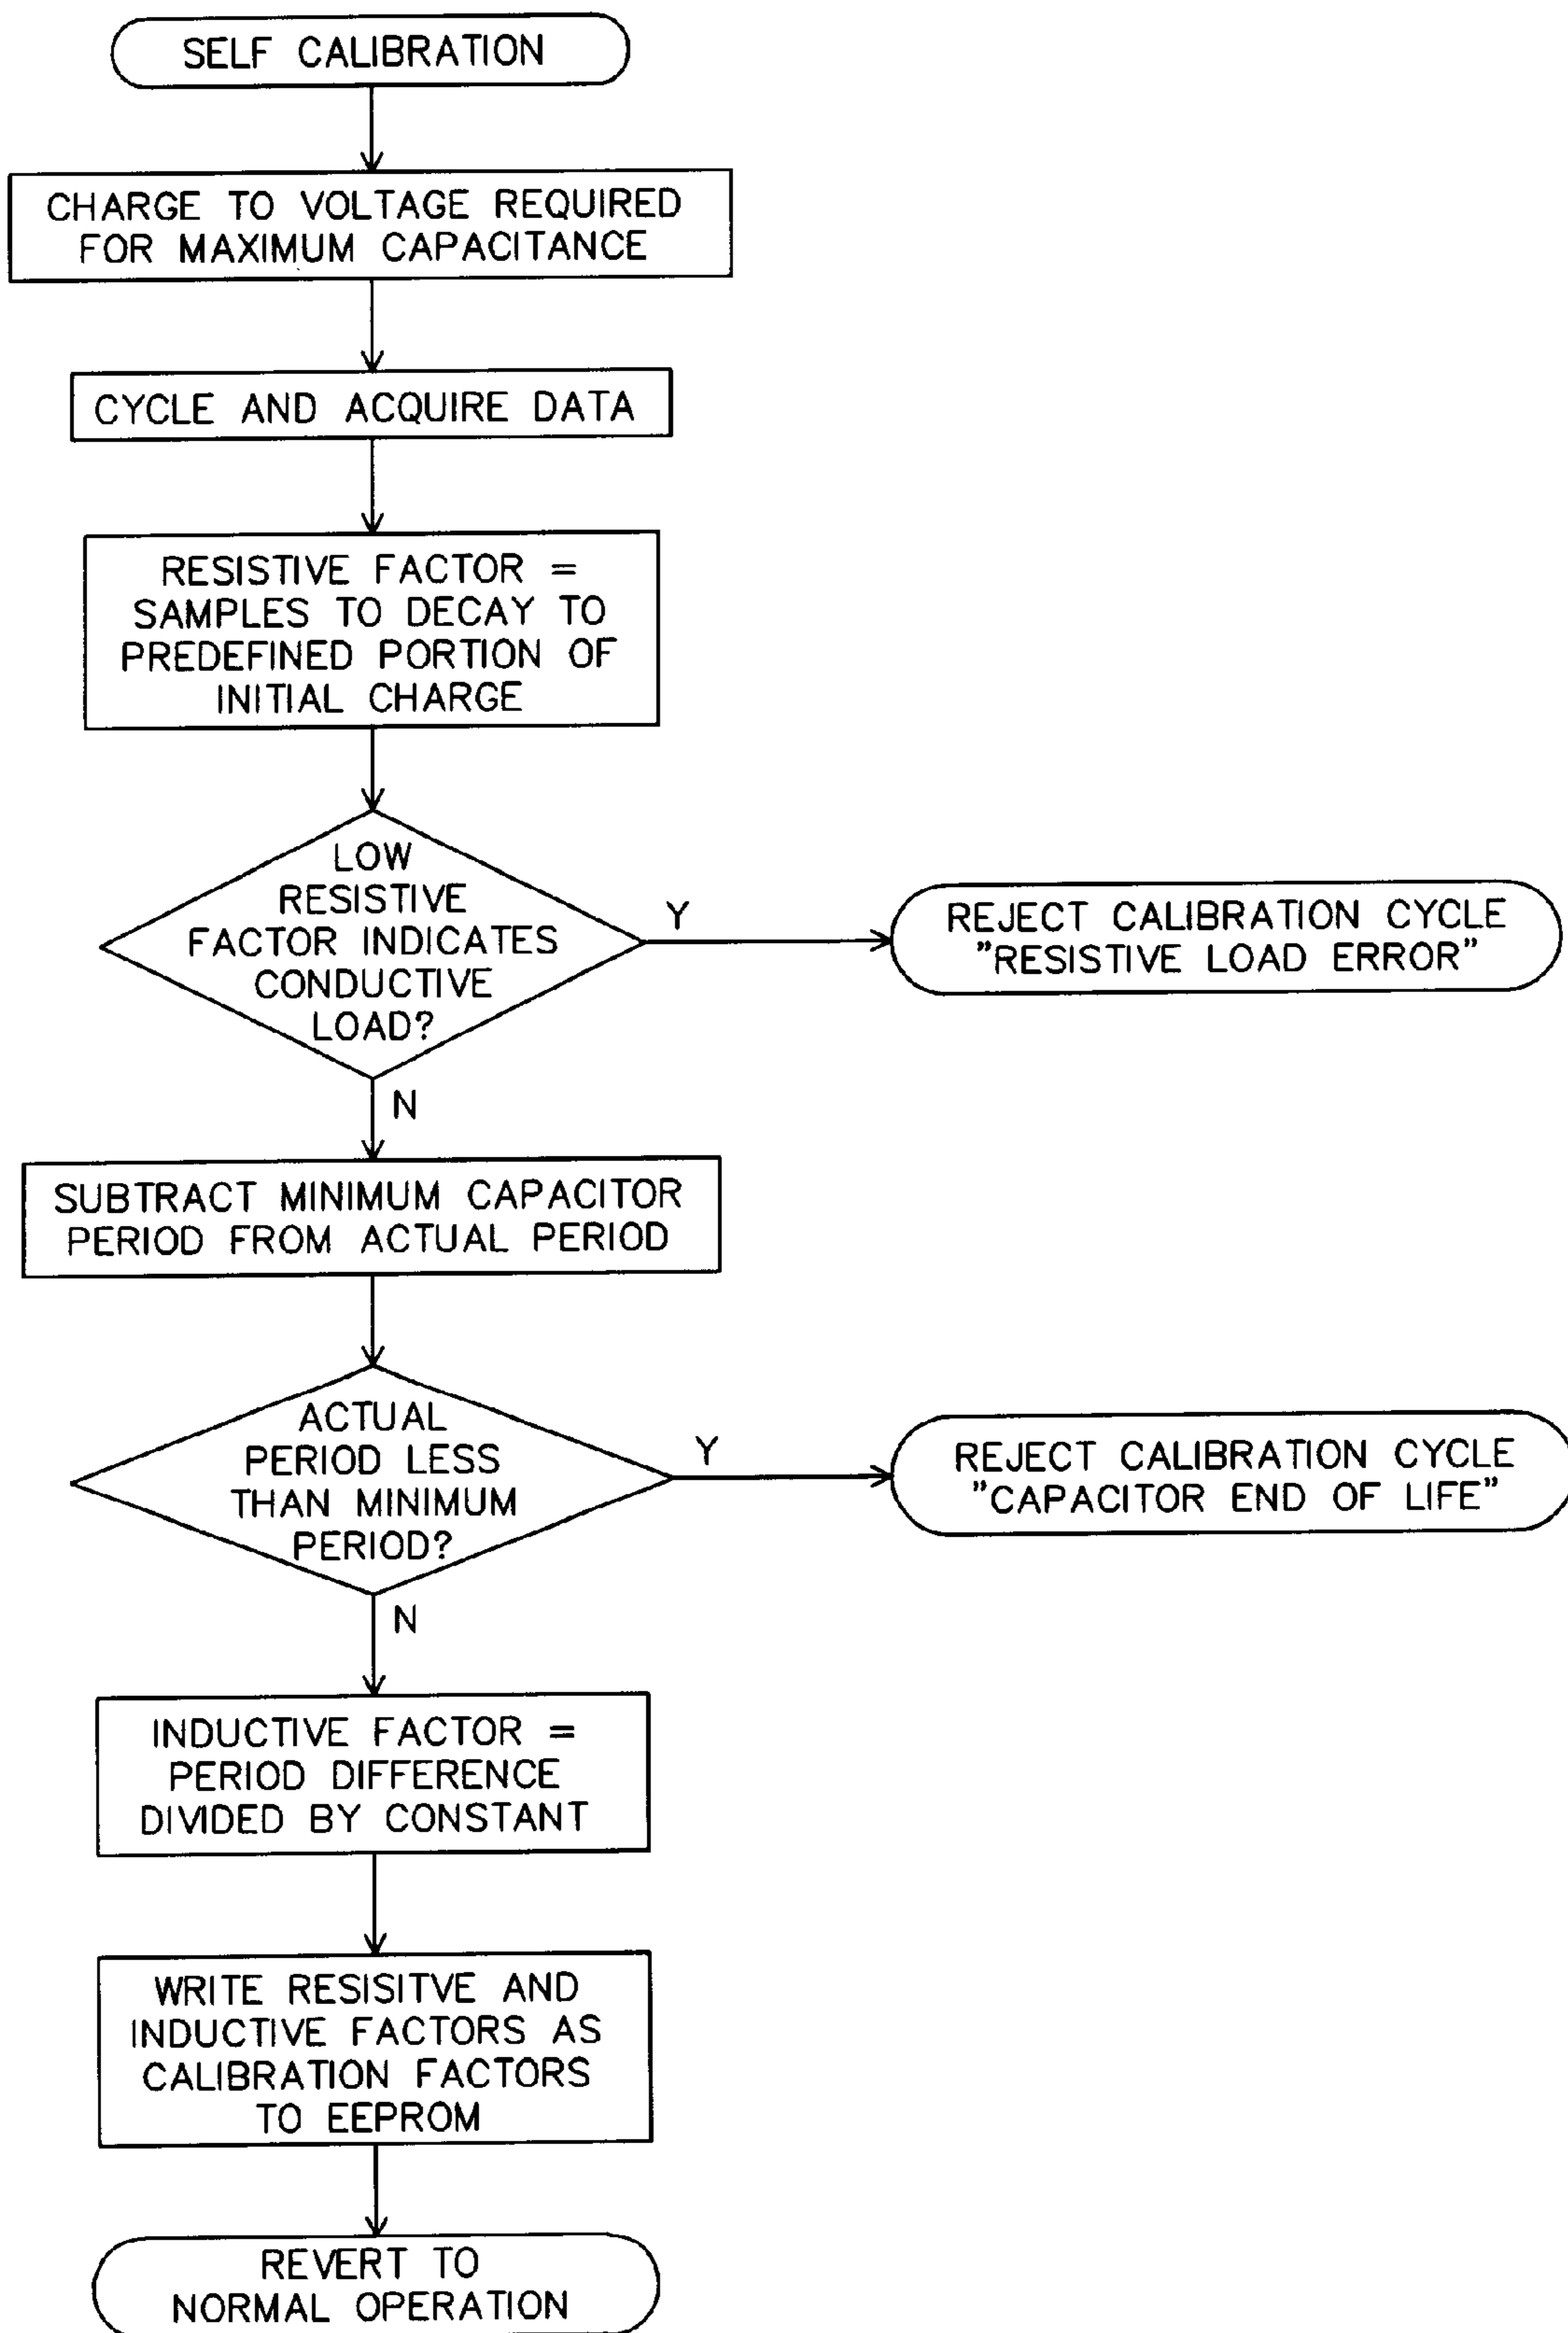 SELF CALIBRATION
CHARGE TO VOLTAGE REQUIRED
FOR MAXIMUM CAPACITANCE
CYCLE AND ACQUIRE DATA
RESISTIVE FACTOR =
SAMPLES TO DECAY TO
PREDEFINED PORTION OF
INITIAL CHARGE
LOW
RESISTIVE
FACTOR INDICATES
CONDUCTIVE
LOAD?
Y
REJECT CALIBRATION CYCLE
"RESISTIVE LOAD ERROR"
N
SUBTRACT MINIMUM CAPACITOR
PERIOD FROM ACTUAL PERIOD
ACTUAL
PERIOD LESS
THAN MINIMUM
PERIOD?
Y
REJECT CALIBRATION CYCLE
"CAPACITOR END OF LIFE"
N
INDUCTIVE FACTOR =
PERIOD DIFFERENCE
DIVIDED BY CONSTANT
WRITE RESISITVE AND
INDUCTIVE FACTORS AS
CALIBRATION FACTORS
TO EEPROM
REVERT TO
NORMAL OPERATION